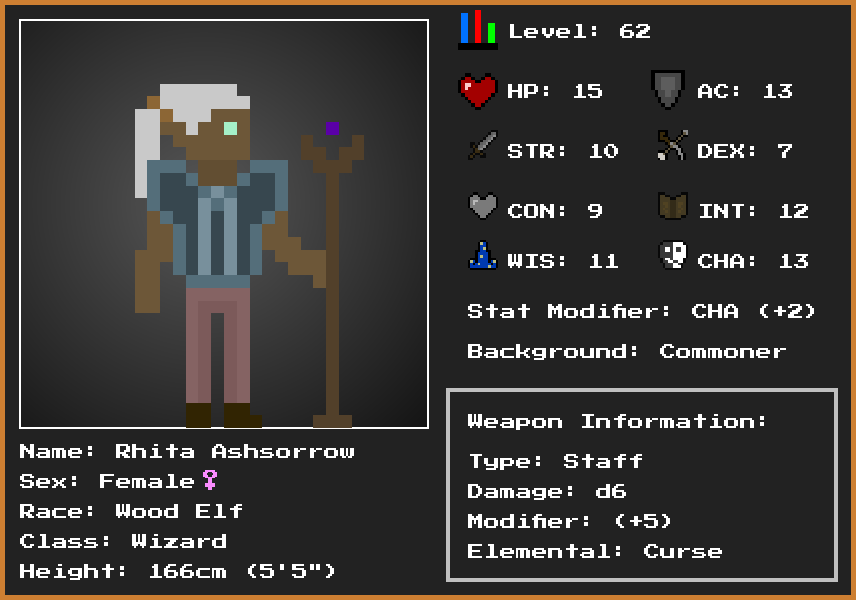 Level: 62
HP: 15 AC: 13
STR: 10 DEX: 7
CON: 9 INT: 12
WIS: 11 CHA: 13
Stat Modifier: CHA (+2)
Background: Commoner
Weapon Information:
Type: Staff
Damage: d6
Modifier: (+5)
Elemental: Curse
Name: Rhita Ashsorrow
Sex: Female♀
Race: Wood Elf
Class: Wizard
Height: 166cm (5'5")